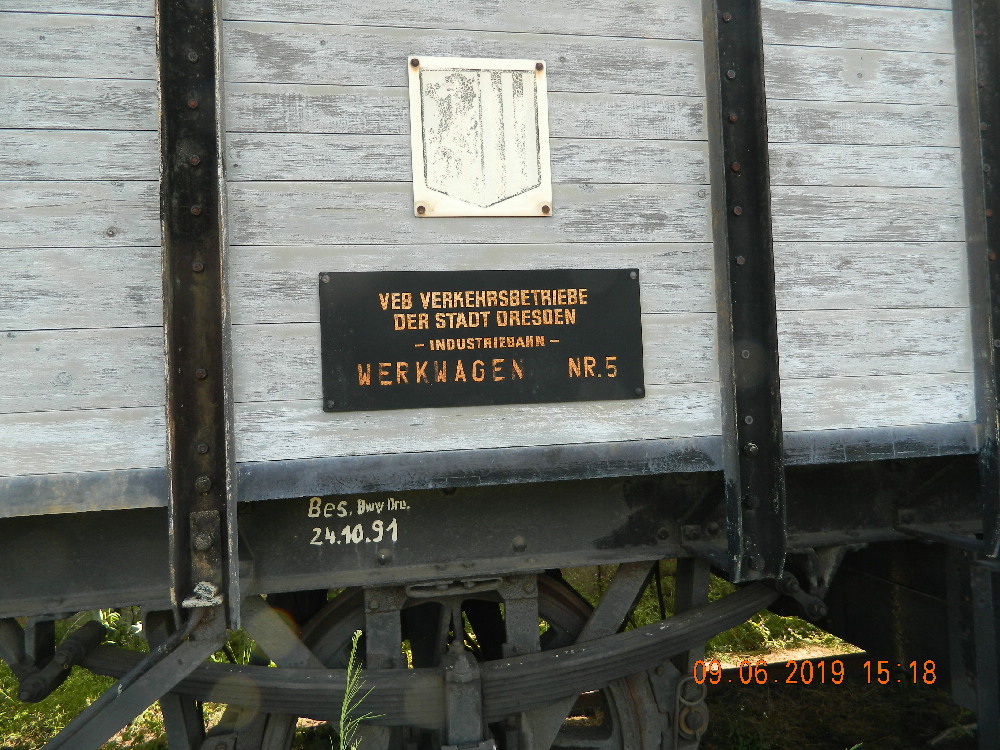 VEB VERKEHRSBETRIEBE
DER STADT DRESDEN
– INDUSTRIEBAHN –
WERKWAGEN NR.5
Bes. Bwv Dre.
24.10.91
09.06.2019 15:18